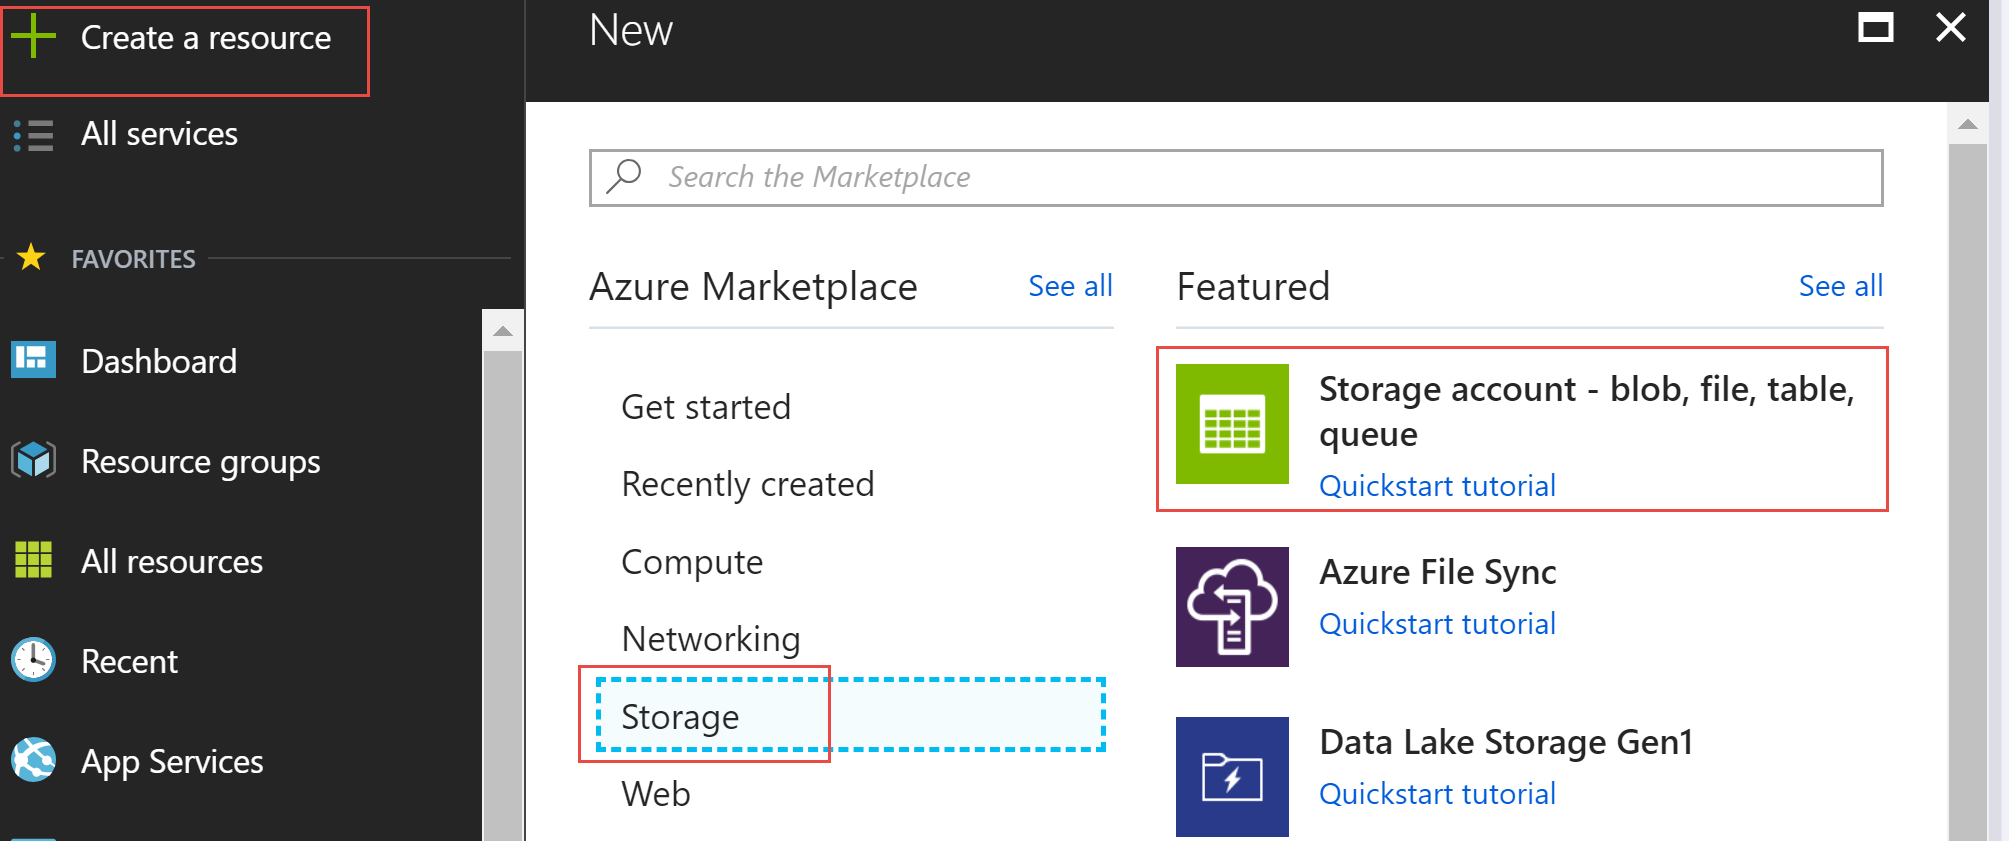 Create a resource
All services
FAVORITES
Dashboard
Resource groups
All resources
Recent
App Services
New
Search the Marketplace
Azure Marketplace See all
Get started
Recently created
Compute
Networking
Storage
Web
Featured See all
Storage account - blob, file, table,
queue
Quickstart tutorial
Azure File Sync
Quickstart tutorial
Data Lake Storage Gen1
Quickstart tutorial